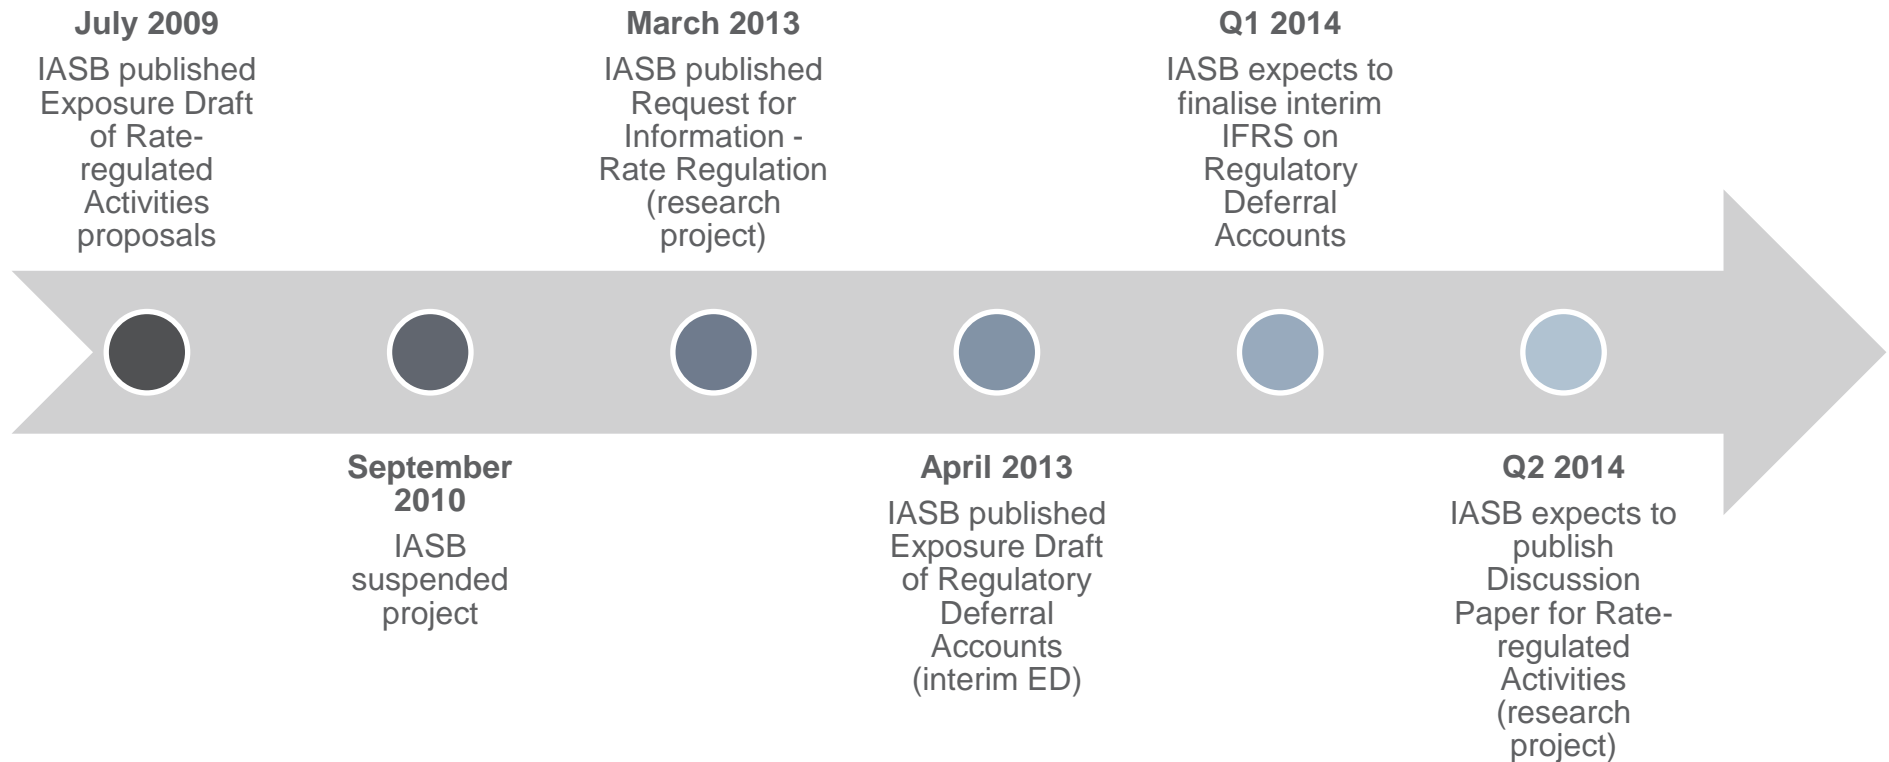 July 2009
IASB published
Exposure Draft
of Rate-
regulated
Activities
proposals
September
2010
IASB
suspended
project
March 2013
IASB published
Request for
Information -
Rate Regulation
(research
project)
April 2013
IASB published
Exposure Draft
of Regulatory
Deferral
Accounts
(interim ED)
Q1 2014
IASB expects to
finalise interim
IFRS on
Regulatory
Deferral
Accounts
Q2 2014
IASB expects to
publish
Discussion
Paper for Rate-
regulated
Activities
(research
project)